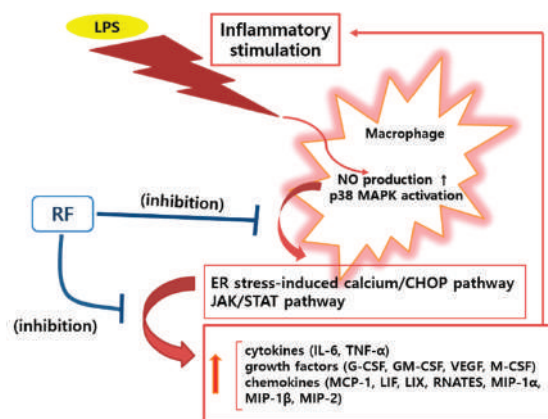 LPS
Inflammatory
stimulation
Macrophage
NO production ↑
p38 MAPK activation
(inhibition)
RF
(inhibition)
ER stress-induced calcium/CHOP pathway
JAK/STAT pathway
cytokines (IL-6, TNF-α)
growth factors (G-CSF, GM-CSF, VEGF, M-CSF)
chemokines (MCP-1, LIF, LIX, RNATES, MIP-1α,
MIP-1β, MIP-2)